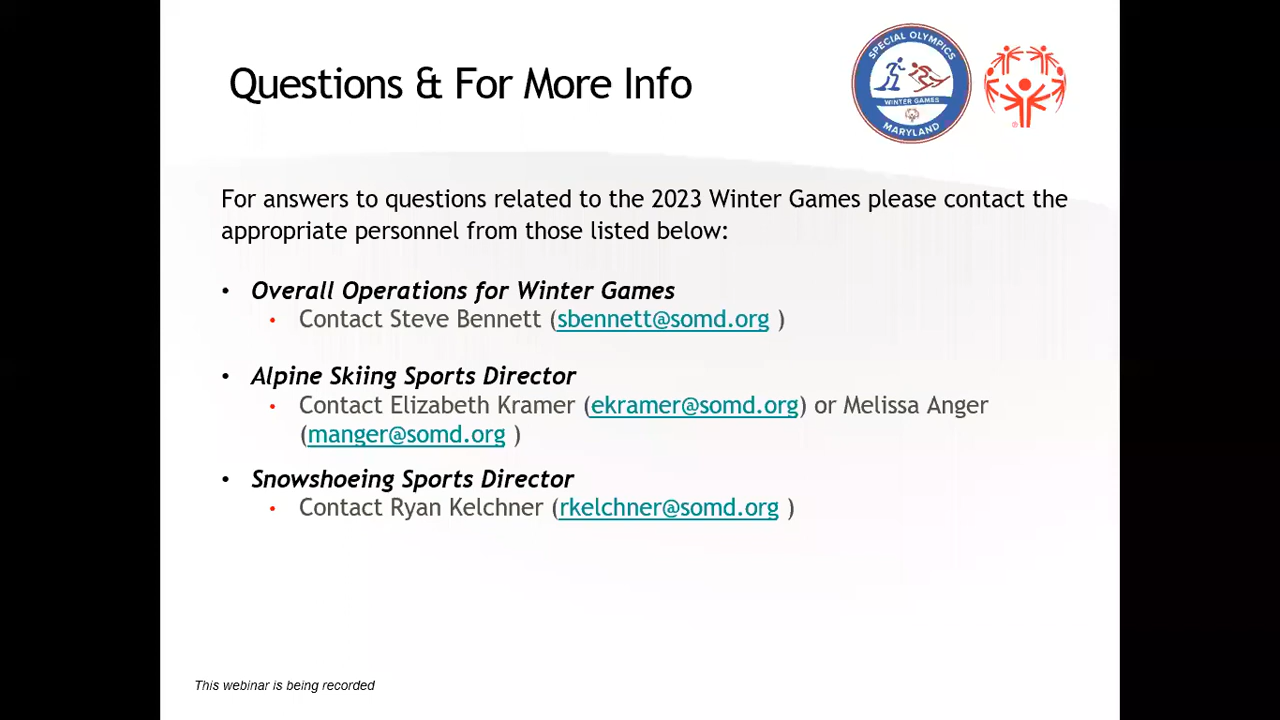 Questions & For More Info
SPECIAL OLYMPICS
WINTER GAMES
MARYLAND
For answers to questions related to the 2023 Winter Games please contact the
appropriate personnel from those listed below:
• Overall Operations for Winter Games
• Contact Steve Bennett (sbennett@somd.org )
• Alpine Skiing Sports Director
• Contact Elizabeth Kramer (ekramer@somd.org) or Melissa Anger
(manger@somd.org )
• Snowshoeing Sports Director
• Contact Ryan Kelchner (rkelchner@somd.org )
This webinar is being recorded